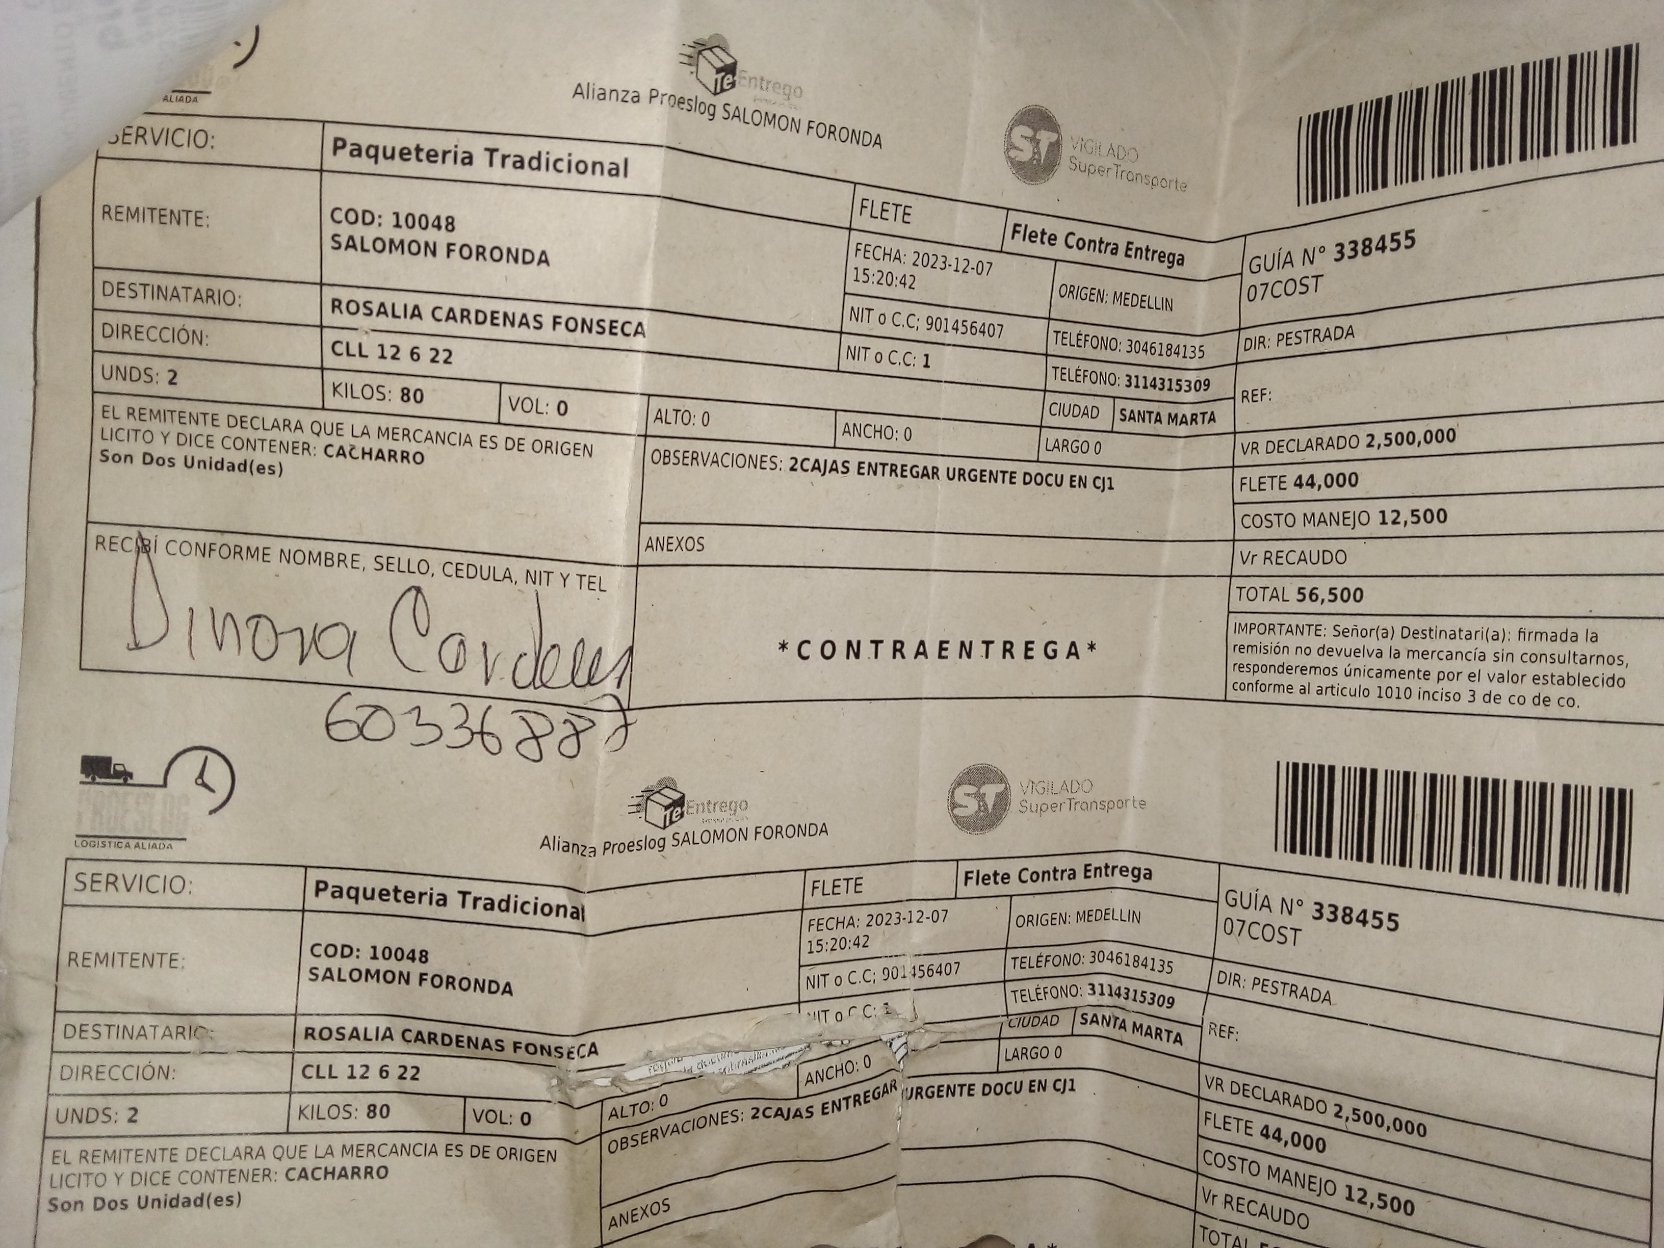 ALIADA
Te Entrego
Alianza Proeslog SALOMON FORONDA
ST VIGILADO
SuperTransporte
SERVICIO: Paqueteria Tradicional
FLETE Flete Contra Entrega
REMITENTE: COD: 10048
SALOMON FORONDA
FECHA: 2023-12-07
15:20:42
ORIGEN: MEDELLIN
GUÍA N° 338455
07COST
NIT o C.C; 901456407 TELÉFONO: 3046184135 DIR: PESTRADA
DESTINATARIO: ROSALIA CARDENAS FONSECA
NIT o C.C: 1 TELÉFONO: 3114315309
DIRECCIÓN: CLL 12 6 22
CIUDAD SANTA MARTA REF:
UNDS: 2 KILOS: 80 VOL: 0 ALTO: 0 ANCHO: 0 LARGO 0
VR DECLARADO 2,500,000
EL REMITENTE DECLARA QUE LA MERCANCIA ES DE ORIGEN
LICITO Y DICE CONTENER: CACHARRO
Son Dos Unidad(es)
OBSERVACIONES: 2CAJAS ENTREGAR URGENTE DOCU EN CJ1
FLETE 44,000
COSTO MANEJO 12,500
ANEXOS
Vr RECAUDO
TOTAL 56,500
RECIBÍ CONFORME NOMBRE, SELLO, CEDULA, NIT Y TEL
Dinora Cardenas
60336887
*CONTRAENTREGA*
IMPORTANTE: Señor(a) Destinatari(a): firmada la
remisión no devuelva la mercancía sin consultarnos,
responderemos únicamente por el valor establecido
conforme al articulo 1010 inciso 3 de co de co.
PROESLOG
LOGISTICA ALIADA
Te Entrego
Alianza Proeslog SALOMON FORONDA
ST VIGILADO
SuperTransporte
SERVICIO: Paqueteria Tradicional
FLETE Flete Contra Entrega
REMITENTE: COD: 10048
SALOMON FORONDA
FECHA: 2023-12-07
15:20:42
ORIGEN: MEDELLIN
GUÍA N° 338455
07COST
NIT o C.C; 901456407 TELÉFONO: 3046184135 DIR: PESTRADA
DESTINATARIO: ROSALIA CARDENAS FONSECA
NIT o C.C: 1 TELÉFONO: 3114315309
DIRECCIÓN: CLL 12 6 22
CIUDAD SANTA MARTA REF:
UNDS: 2 KILOS: 80 VOL: 0 ALTO: 0 ANCHO: 0 LARGO 0
VR DECLARADO 2,500,000
EL REMITENTE DECLARA QUE LA MERCANCIA ES DE ORIGEN
LICITO Y DICE CONTENER: CACHARRO
Son Dos Unidad(es)
OBSERVACIONES: 2CAJAS ENTREGAR URGENTE DOCU EN CJ1
FLETE 44,000
COSTO MANEJO 12,500
ANEXOS
Vr RECAUDO
TOTAL